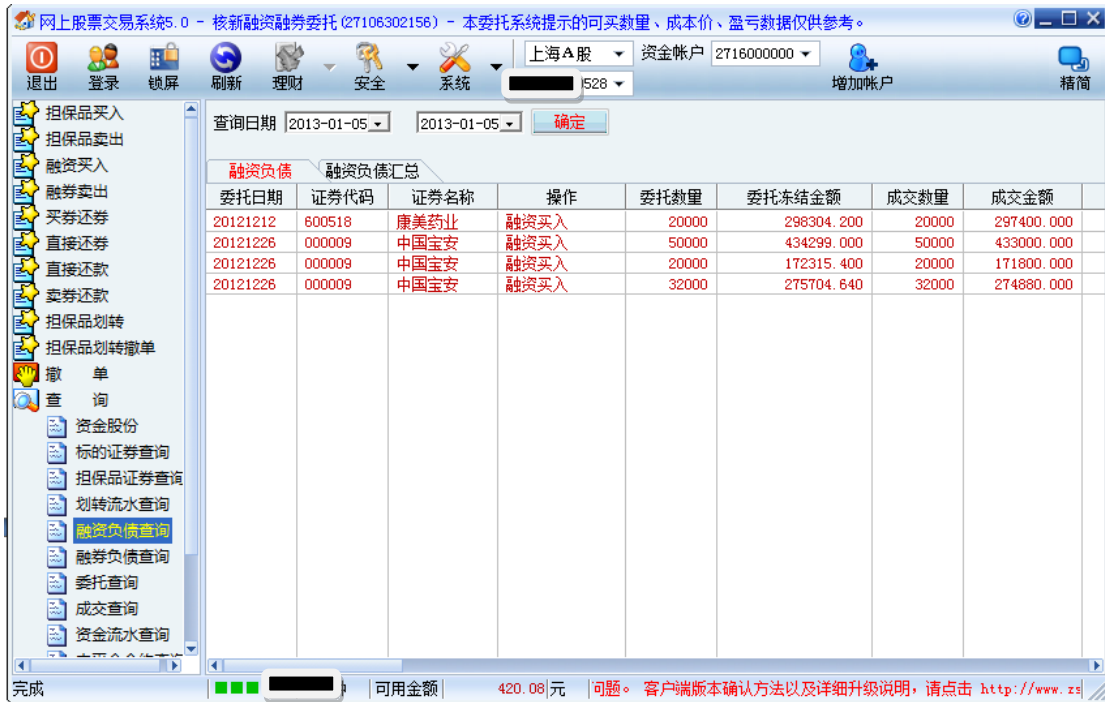 网上股票交易系统5.0 - 核新融资融券委托(27106302156) - 本委托系统提示的可买数量、成本价、盈亏数据仅供参考。
退出 登录 锁屏 刷新 理财 安全 系统 上海A股 资金帐户 2716000000 增加帐户 精简
528
担保品买入
担保品卖出
融资买入
融券卖出
买券还券
直接还券
直接还款
卖券还款
担保品划转
担保品划转撤单
撤 单
查 询
资金股份
标的证券查询
担保品证券查询
划转流水查询
融资负债查询
融券负债查询
委托查询
成交查询
资金流水查询
查询日期 2013-01-05 2013-01-05 确定
融资负债 融资负债汇总
委托日期 证券代码 证券名称 操作 委托数量 委托冻结金额 成交数量 成交金额
20121212 600518 康美药业 融资买入 20000 298304.200 20000 297400.000
20121226 000009 中国宝安 融资买入 50000 434299.000 50000 433000.000
20121226 000009 中国宝安 融资买入 20000 172315.400 20000 171800.000
20121226 000009 中国宝安 融资买入 32000 275704.640 32000 274880.000
完成 可用金额 420.08 元 问题。 客户端版本确认方法以及详细升级说明，请点击 http://www.zs